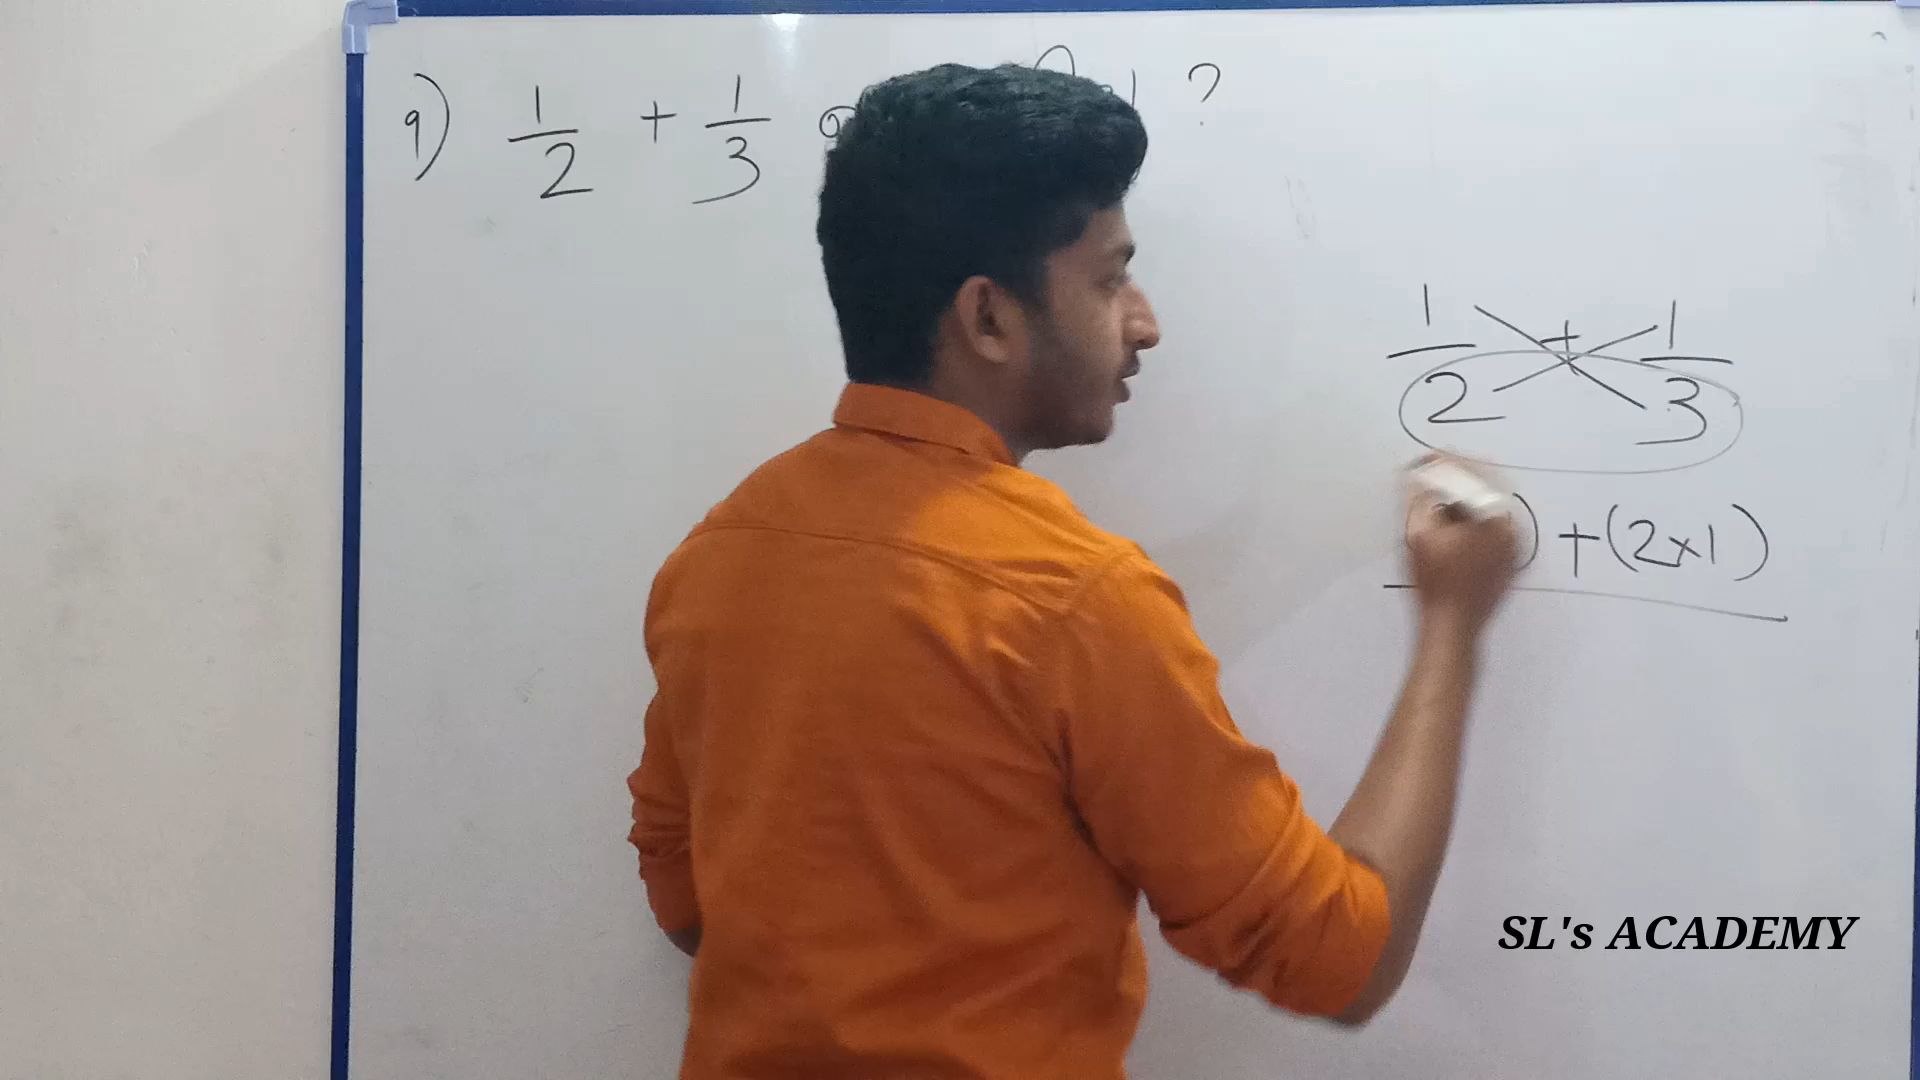 9) 1/2 + 1/3 ?
1/2 + 1/3
) + (2×1)
SL's ACADEMY